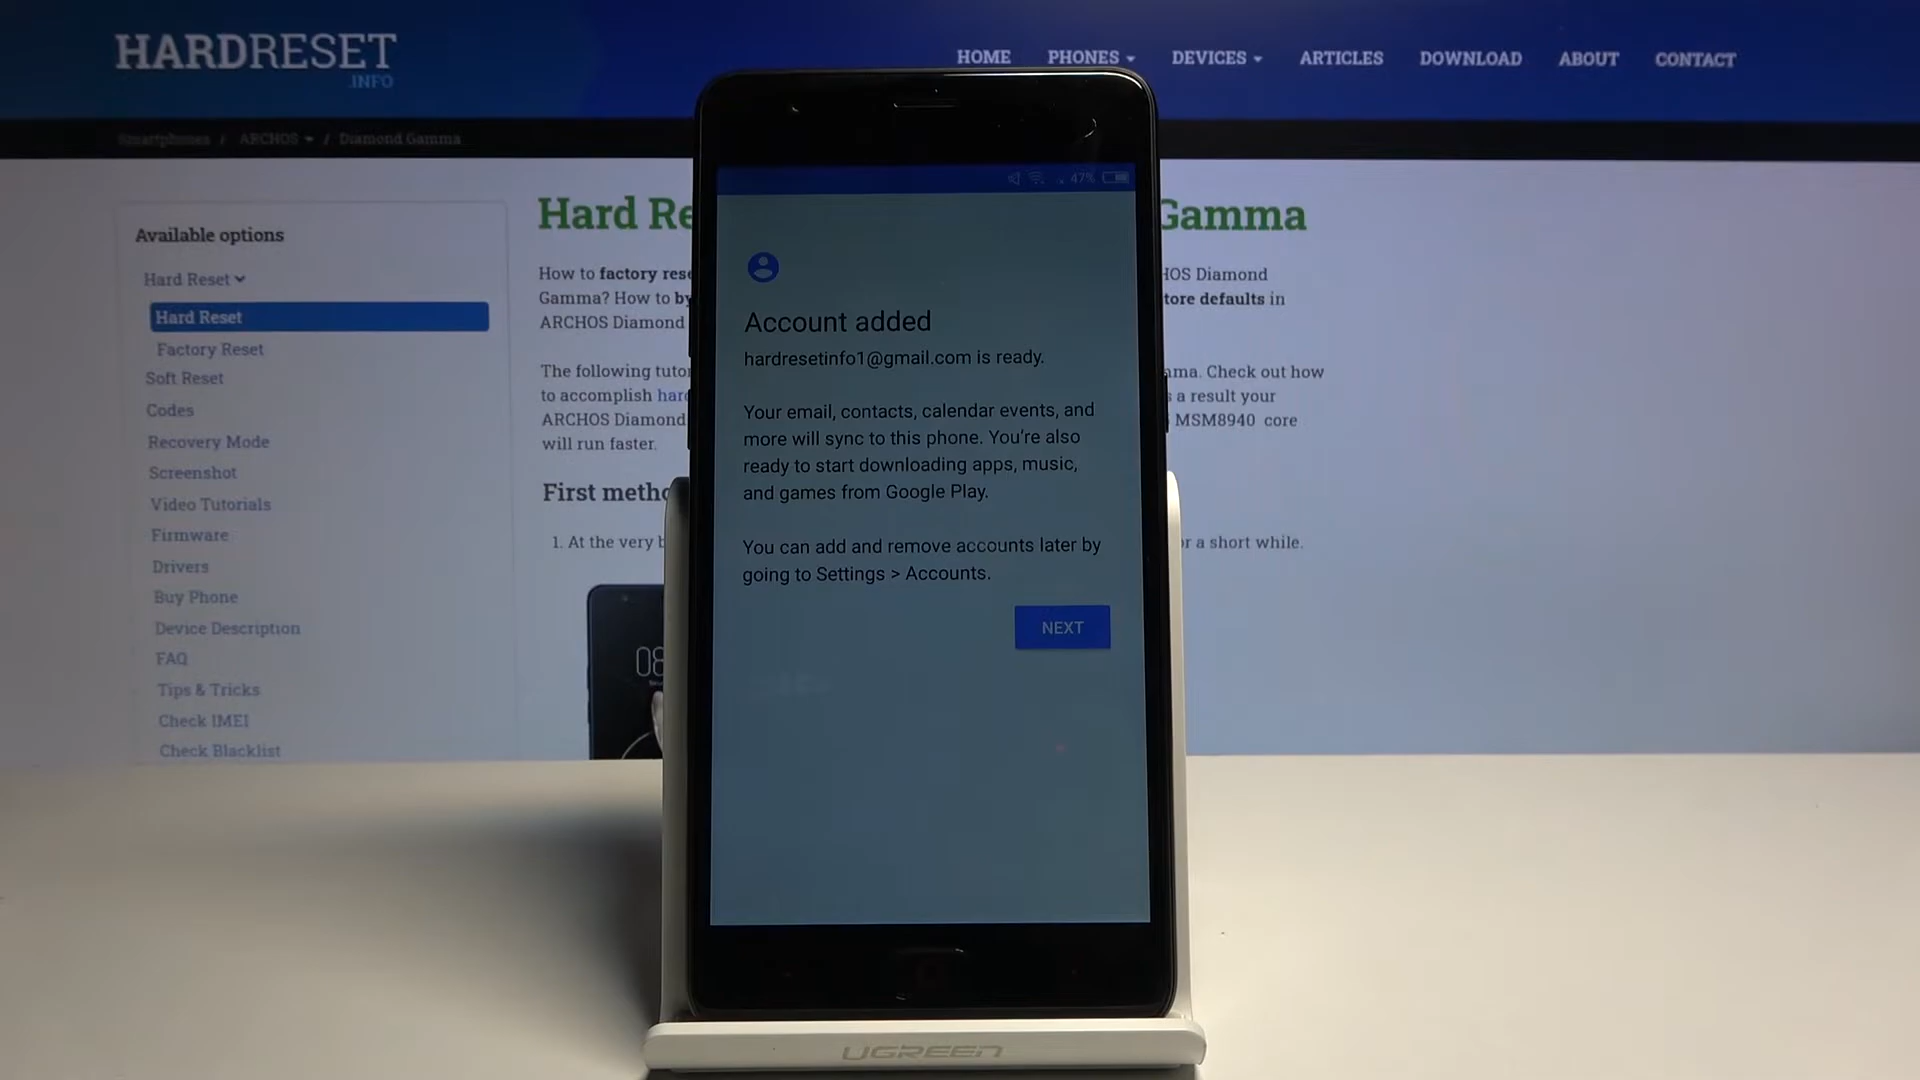 HARDRESET
.INFO
HOME PHONES DEVICES ARTICLES DOWNLOAD ABOUT CONTACT
Smartphones / ARCHOS / Diamond Gamma
Available options
Hard Reset
Hard Reset
Factory Reset
Soft Reset
Codes
Recovery Mode
Screenshot
Video Tutorials
Firmware
Drivers
Buy Phone
Device Description
FAQ
Tips & Tricks
Check IMEI
Check Blacklist
Hard Re Gamma
How to factory rese HOS Diamond
Gamma? How to by tore defaults in
ARCHOS Diamond
The following tutor ma. Check out how
to accomplish hard a result your
ARCHOS Diamond MSM8940 core
will run faster.
First metho
1. At the very b or a short while.
08
47%
Account added
hardresetinfo1@gmail.com is ready.
Your email, contacts, calendar events, and
more will sync to this phone. You're also
ready to start downloading apps, music,
and games from Google Play.
You can add and remove accounts later by
going to Settings > Accounts.
NEXT
UGREEN